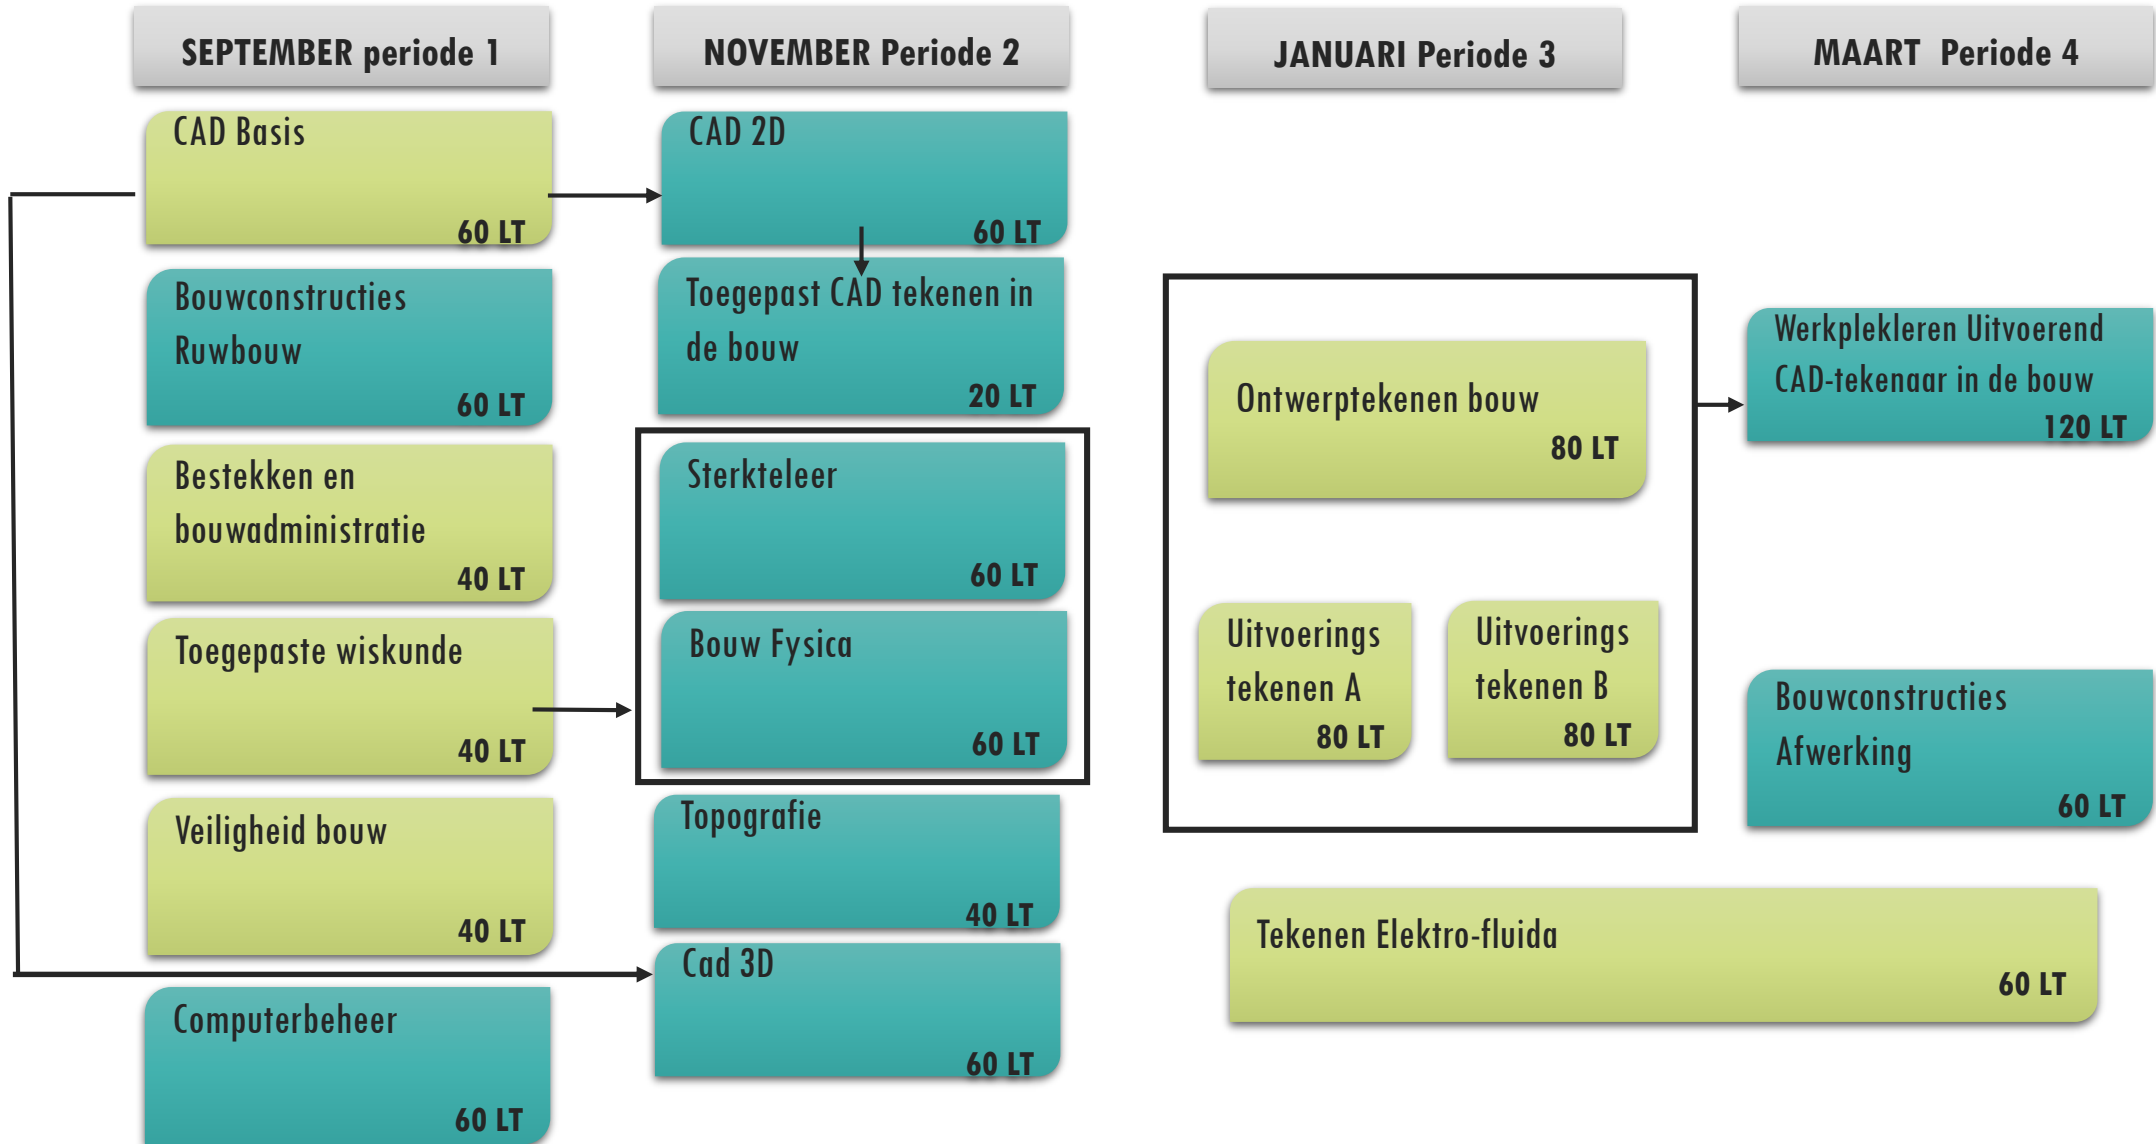 SEPTEMBER periode 1
NOVEMBER Periode 2
JANUARI Periode 3
MAART Periode 4
CAD Basis
60 LT
Bouwconstructies
Ruwbouw
60 LT
Bestekken en
bouwadministratie
40 LT
Toegepaste wiskunde
40 LT
Veiligheid bouw
40 LT
Computerbeheer
60 LT
CAD 2D
60 LT
Toegepast CAD tekenen in
de bouw
20 LT
Sterkteleer
60 LT
Bouw Fysica
60 LT
Topografie
40 LT
Cad 3D
60 LT
Ontwerptekenen bouw
80 LT
Uitvoerings
tekenen A
80 LT
Uitvoerings
tekenen B
80 LT
Werkplekleren Uitvoerend
CAD-tekenaar in de bouw
120 LT
Bouwconstructies
Afwerking
60 LT
Tekenen Elektro-fluida
60 LT